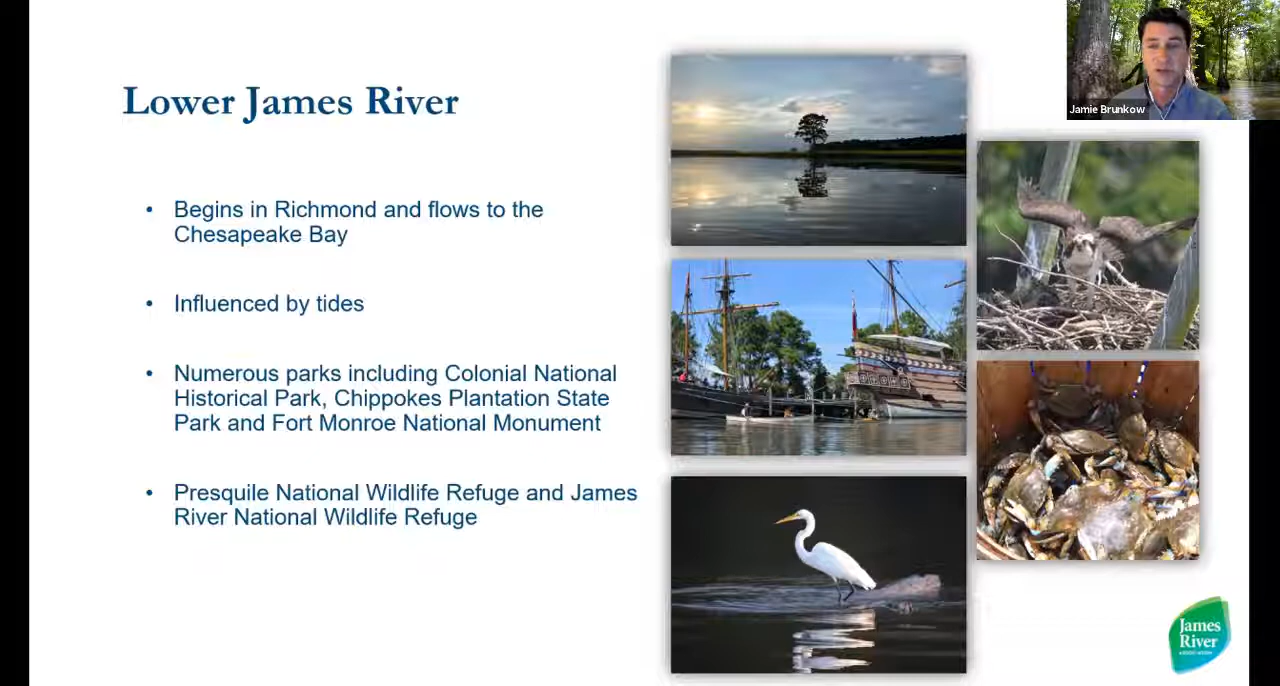 Lower James River
• Begins in Richmond and flows to the
Chesapeake Bay
• Influenced by tides
• Numerous parks including Colonial National
Historical Park, Chippokes Plantation State
Park and Fort Monroe National Monument
• Presquile National Wildlife Refuge and James
River National Wildlife Refuge
Jamie Brunkow
James
River
ASSOCIATION